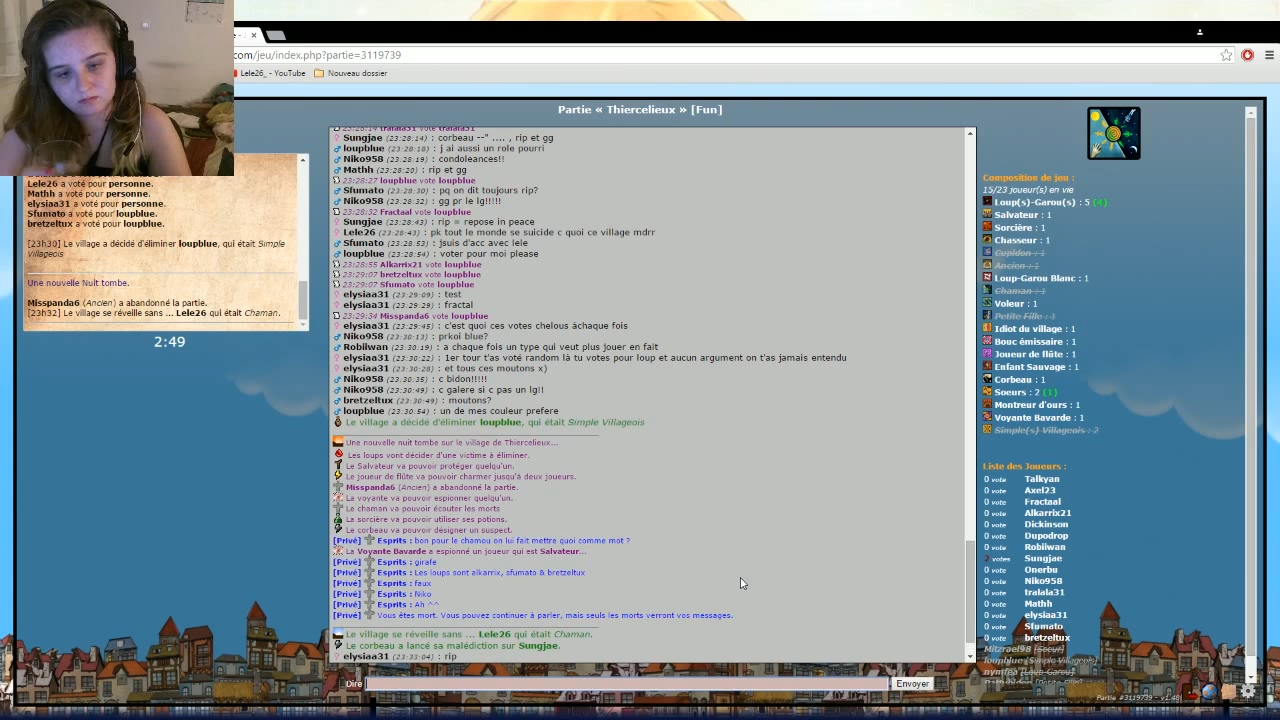 com/jeu/index.php?partie=3119739
Lele26_ - YouTube
Nouveau dossier
Partie « Thiercelieux » [Fun]
Lele26 a voté pour personne.
Mathh a voté pour personne.
elysiaa31 a voté pour personne.
Sfumato a voté pour loupblue.
bretzeltux a voté pour loupblue.
[23h30] Le village a décidé d'éliminer loupblue, qui était Simple
Villageois
Une nouvelle Nuit tombe.
Misspanda6 (Ancien) a abandonné la partie.
[23h32] Le village se réveille sans ... Lele26 qui était Chaman.
2:49
23:28:14 tralala31 vote tralala31
Sungjae (23:28:14) : corbeau --" .... , rip et gg
loupblue (23:28:18) : j ai aussi un role pourri
Niko958 (23:28:19) : condoleances!!
Mathh (23:28:20) : rip et gg
23:28:27 loupblue vote loupblue
Sfumato (23:28:30) : pq on dit toujours rip?
Niko958 (23:28:32) : gg pr le lg!!!!!
23:28:32 Fractaal vote loupblue
Sungjae (23:28:43) : rip = repose in peace
Lele26 (23:28:43) : pk tout le monde se suicide c quoi ce village mdrr
Sfumato (23:28:53) : jsuis d'acc avec lele
loupblue (23:28:54) : voter pour moi please
23:28:55 Alkarrix21 vote loupblue
23:29:07 bretzeltux vote loupblue
23:29:07 Sfumato vote loupblue
elysiaa31 (23:29:09) : test
elysiaa31 (23:29:29) : fractal
23:29:34 Misspanda6 vote loupblue
elysiaa31 (23:29:45) : c'est quoi ces votes chelous àchaque fois
Niko958 (23:30:13) : prkoi blue?
Robiiwan (23:30:19) : a chaque fois un type qui veut plus jouer en fait
elysiaa31 (23:30:22) : 1er tour t'as voté random là tu votes pour loup et aucun argument on t'as jamais entendu
elysiaa31 (23:30:28) : et tous ces moutons x)
Niko958 (23:30:35) : c bidon!!!!!
Niko958 (23:30:49) : c galere si c pas un lg!!
bretzeltux (23:30:49) : moutons?
loupblue (23:30:54) : un de mes couleur prefere
Le village a décidé d'éliminer loupblue, qui était Simple Villageois
Une nouvelle nuit tombe sur le village de Thiercelieux...
Les loups vont décider d'une victime à éliminer.
Le Salvateur va pouvoir protéger quelqu'un.
Le joueur de flûte va pouvoir charmer jusqu'à deux joueurs.
Misspanda6 (Ancien) a abandonné la partie.
La voyante va pouvoir espionner quelqu'un.
Le chaman va pouvoir écouter les morts
La sorcière va pouvoir utiliser ses potions.
Le corbeau va pouvoir désigner un suspect.
[Privé] Esprits : bon pour le chamou on lui fait mettre quoi comme mot ?
La Voyante Bavarde a espionné un joueur qui est Salvateur...
[Privé] Esprits : girafe
[Privé] Esprits : Les loups sont alkarrix, sfumato & bretzeltux
[Privé] Esprits : faux
[Privé] Esprits : Niko
[Privé] Esprits : Ah ^^
[Privé] Vous êtes mort. Vous pouvez continuer à parler, mais seuls les morts verront vos messages.
Le village se réveille sans ... Lele26 qui était Chaman.
Le corbeau a lancé sa malédiction sur Sungjae.
elysiaa31 (23:33:04) : rip
Dire
Envoyer
Composition de jeu :
15/23 joueur(s) en vie
Loup(s)-Garou(s) : 5 (4)
Salvateur : 1
Sorcière : 1
Chasseur : 1
Cupidon : 1
Ancien : 1
Loup-Garou Blanc : 1
Chaman : 1
Voleur : 1
Petite Fille : 1
Idiot du village : 1
Bouc émissaire : 1
Joueur de flûte : 1
Enfant Sauvage : 1
Corbeau : 1
Soeurs : 2 (1)
Montreur d'ours : 1
Voyante Bavarde : 1
Simple(s) Villageois : 2
Liste des Joueurs :
0 vote Talkyan
0 vote Axel23
0 vote Fractaal
0 vote Alkarrix21
0 vote Dickinson
0 vote Dupodrop
0 vote Robiiwan
2 votes Sungjae
0 vote Onerbu
0 vote Niko958
0 vote tralala31
0 vote Mathh
0 vote elysiaa31
0 vote Sfumato
0 vote bretzeltux
Mitzrael98 [Soeur]
loupblue [Simple Villageois]
nymfea [Loup-Garou]
Partie #3119739